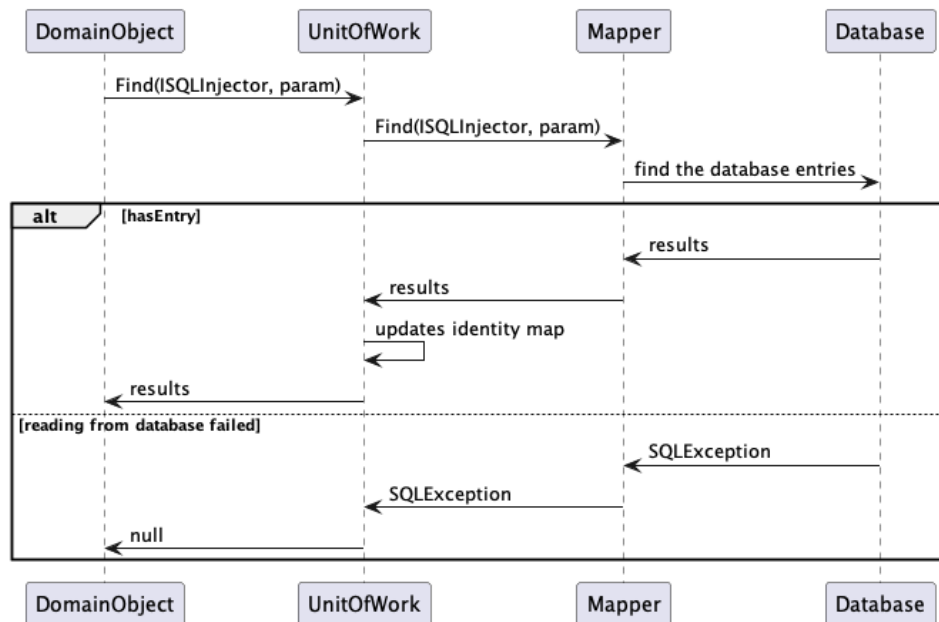 DomainObject UnitOfWork Mapper Database
Find(ISQLInjector, param)
Find(ISQLInjector, param)
find the database entries
alt [hasEntry]
results
results
updates identity map
results
[reading from database failed]
SQLException
SQLException
null
DomainObject UnitOfWork Mapper Database